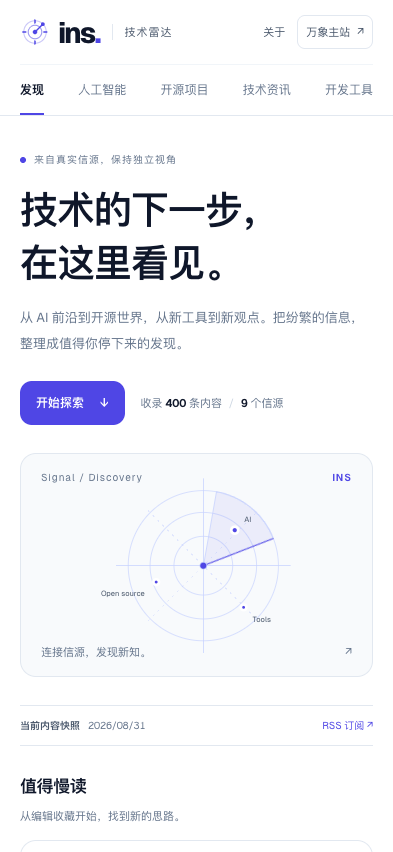 ins. 技术雷达 关于 万象主站 ↗
发现 人工智能 开源项目 技术资讯 开发工具
来自真实信源，保持独立视角
技术的下一步，
在这里看见。
从 AI 前沿到开源世界，从新工具到新观点。把纷繁的信息，
整理成值得你停下来的发现。
开始探索 ↓ 收录 400 条内容 / 9 个信源
Signal / Discovery INS
AI
Open source
Tools
连接信源，发现新知。 ↗
当前内容快照 2026/08/31 RSS 订阅 ↗
值得慢读
从编辑收藏开始，找到新的思路。